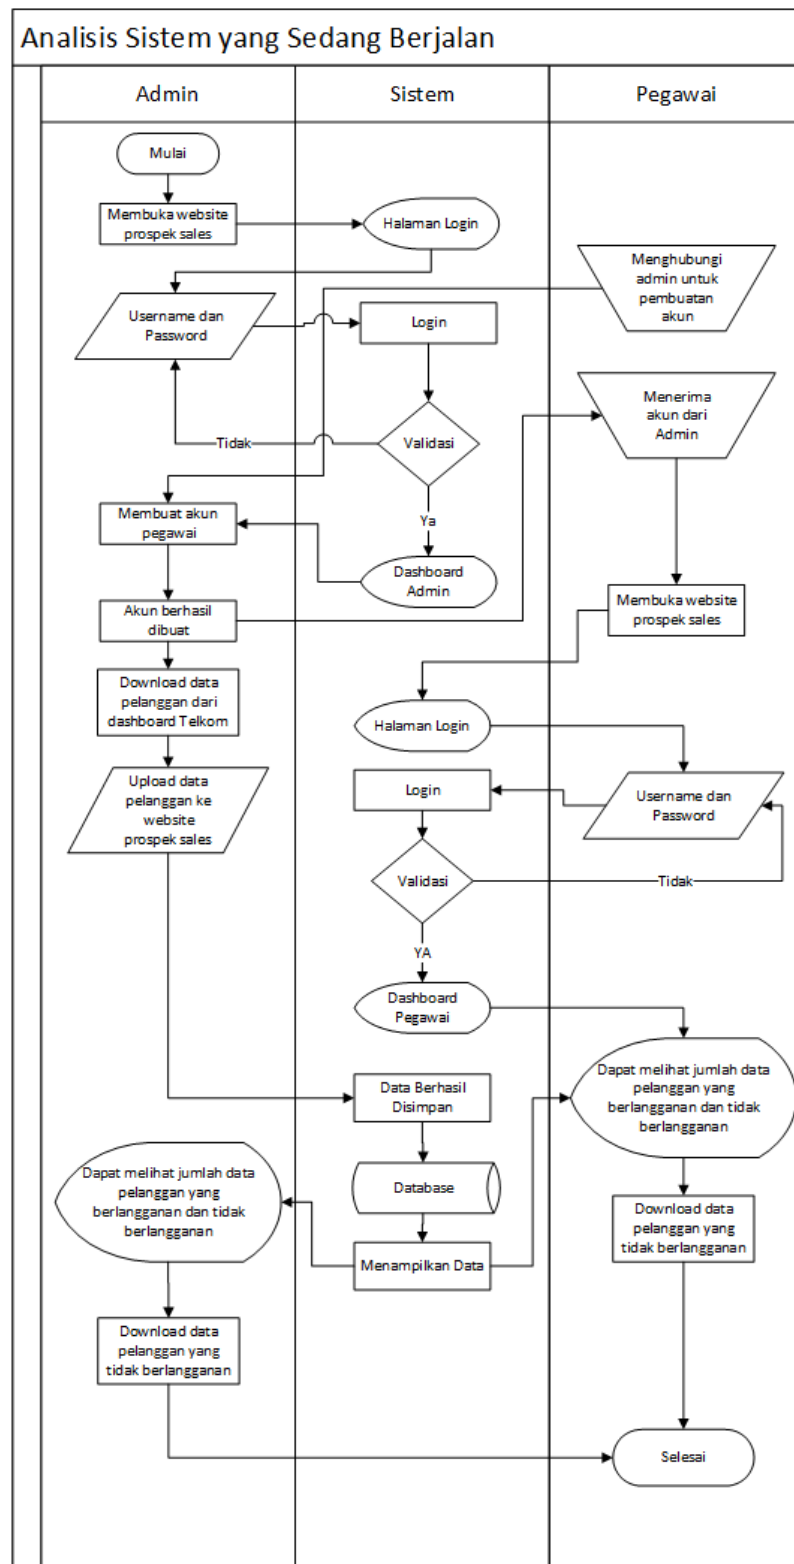 Analisis Sistem yang Sedang Berjalan
Admin
Sistem
Pegawai
Mulai
Membuka website
prospek sales
Halaman Login
Menghubungi
admin untuk
pembuatan
akun
Username dan
Password
Login
Menerima
akun dari
Admin
Tidak
Validasi
Membuat akun
pegawai
Ya
Dashboard
Admin
Akun berhasil
dibuat
Membuka website
prospek sales
Download data
pelanggan dari
dashboard Telkom
Halaman Login
Upload data
pelanggan ke
website
prospek sales
Login
Username dan
Password
Validasi
Tidak
YA
Dashboard
Pegawai
Data Berhasil
Disimpan
Dapat melihat jumlah data
pelanggan yang
berlangganan dan tidak
berlangganan
Dapat melihat jumlah data
pelanggan yang
berlangganan dan tidak
berlangganan
Database
Download data
pelanggan yang
tidak berlangganan
Menampilkan Data
Download data
pelanggan yang
tidak berlangganan
Selesai